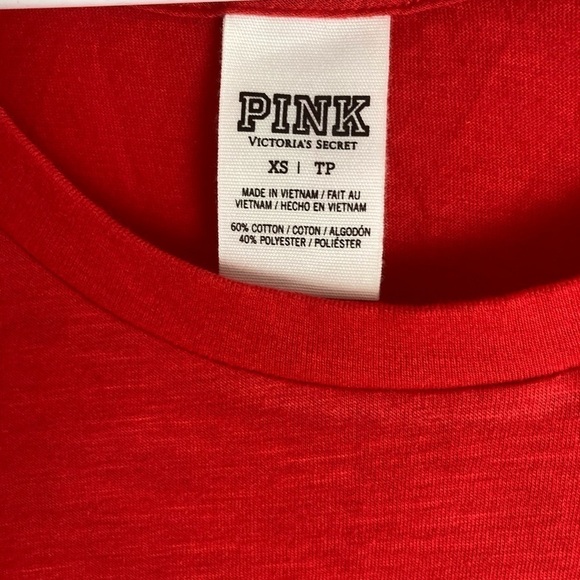 PINK
VICTORIA'S SECRET
XS | TP
MADE IN VIETNAM / FAIT AU
VIETNAM / HECHO EN VIETNAM
60% COTTON / COTON / ALGODÓN
40% POLYESTER / POLIÉSTER